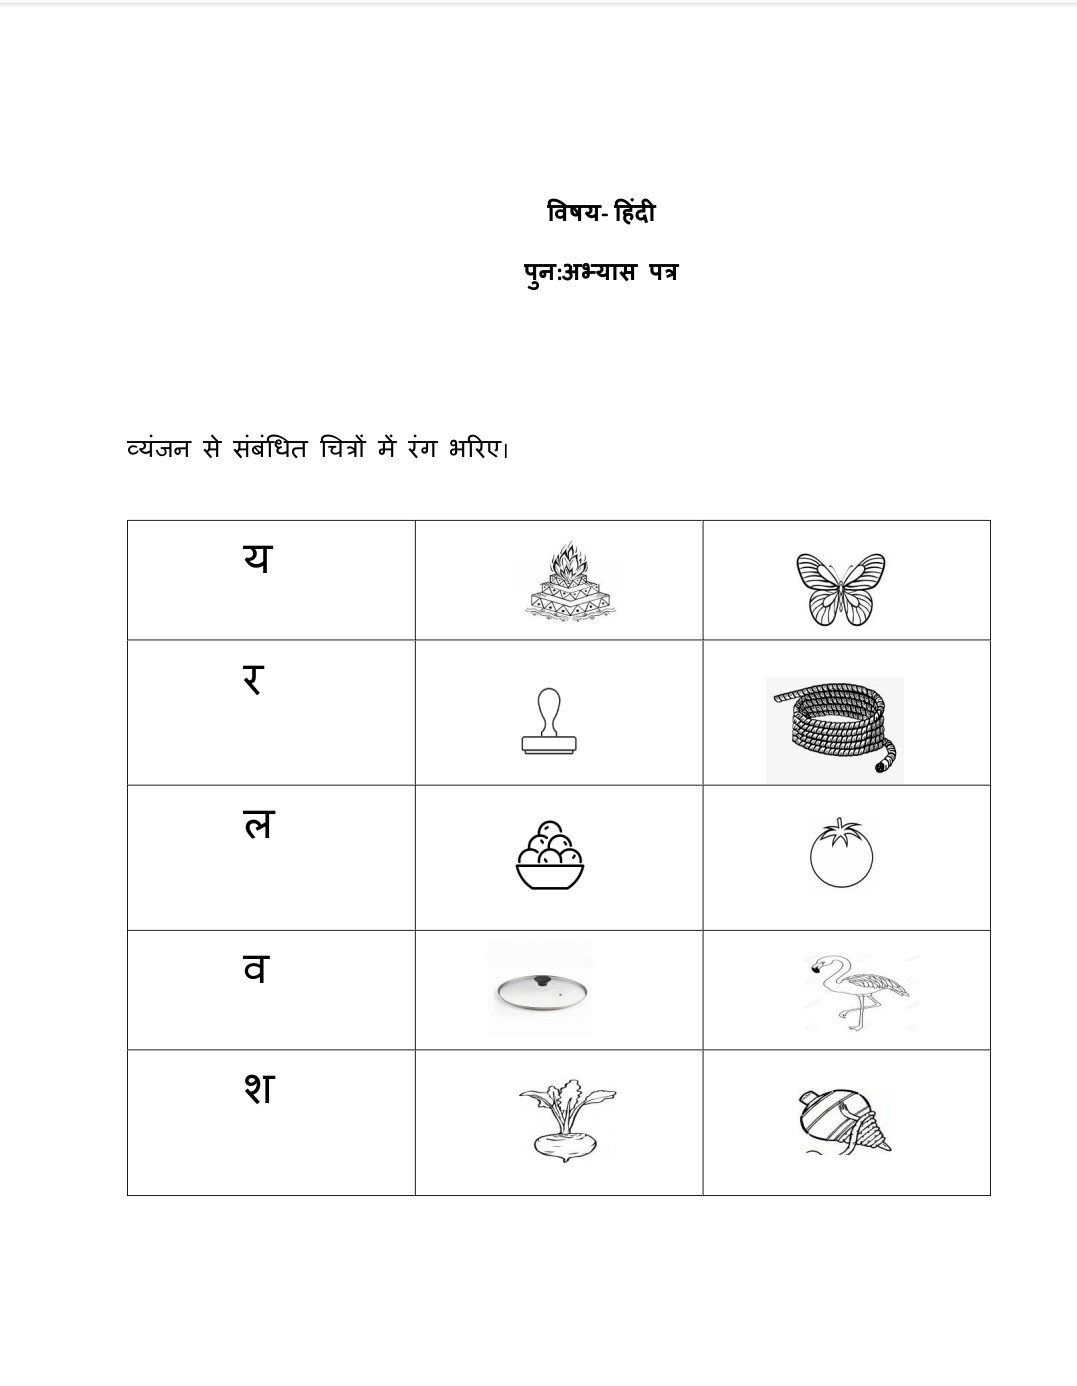 विषय- हिंदी
पुन:अभ्यास पत्र
व्यंजन से संबंधित चित्रों में रंग भरिए।
य
र
ल
व
श